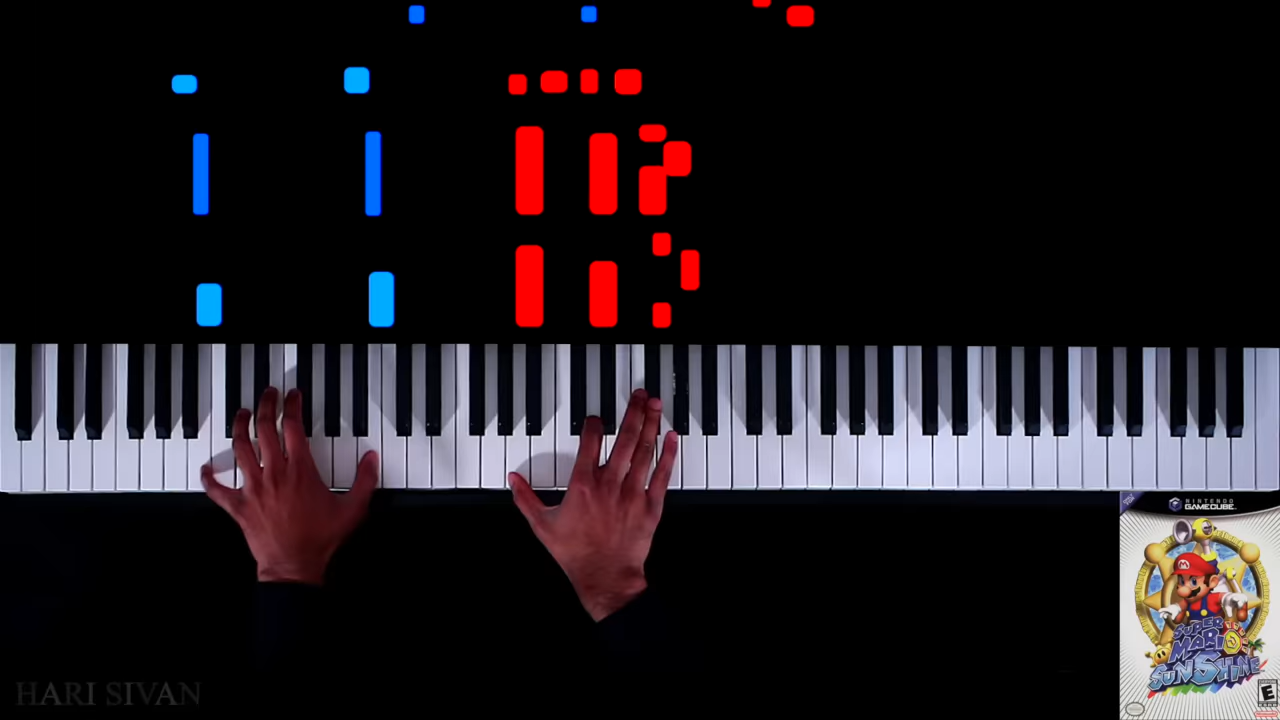 NINTENDO
GAMECUBE
SUPER
MARIO
SUNSHINE
E
HARI SIVAN